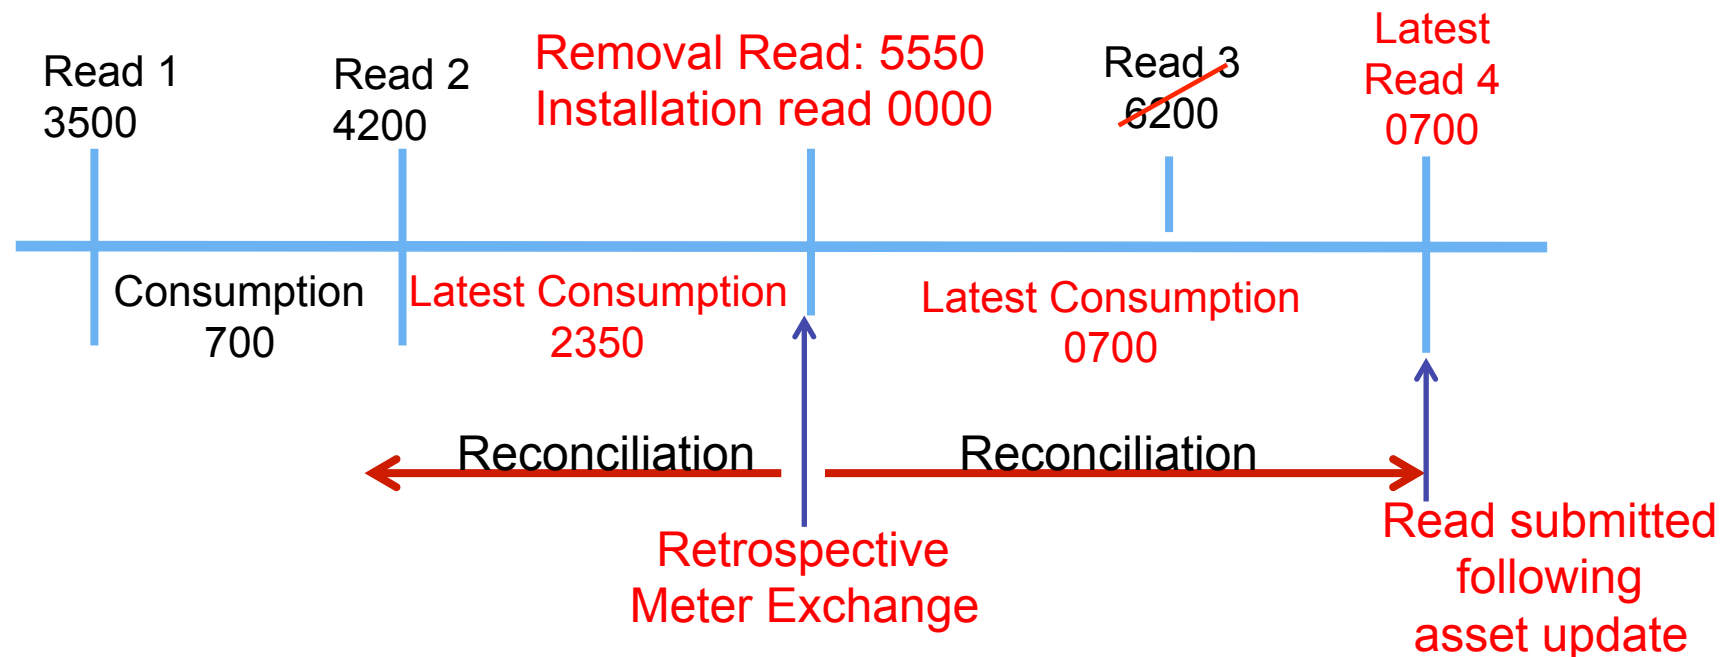 Read 1
3500
Read 2
4200
Removal Read: 5550
Installation read 0000
Read 3
6200
Latest
Read 4
0700
Consumption
700
Latest Consumption
2350
Latest Consumption
0700
Reconciliation
Reconciliation
Retrospective
Meter Exchange
Read submitted
following
asset update